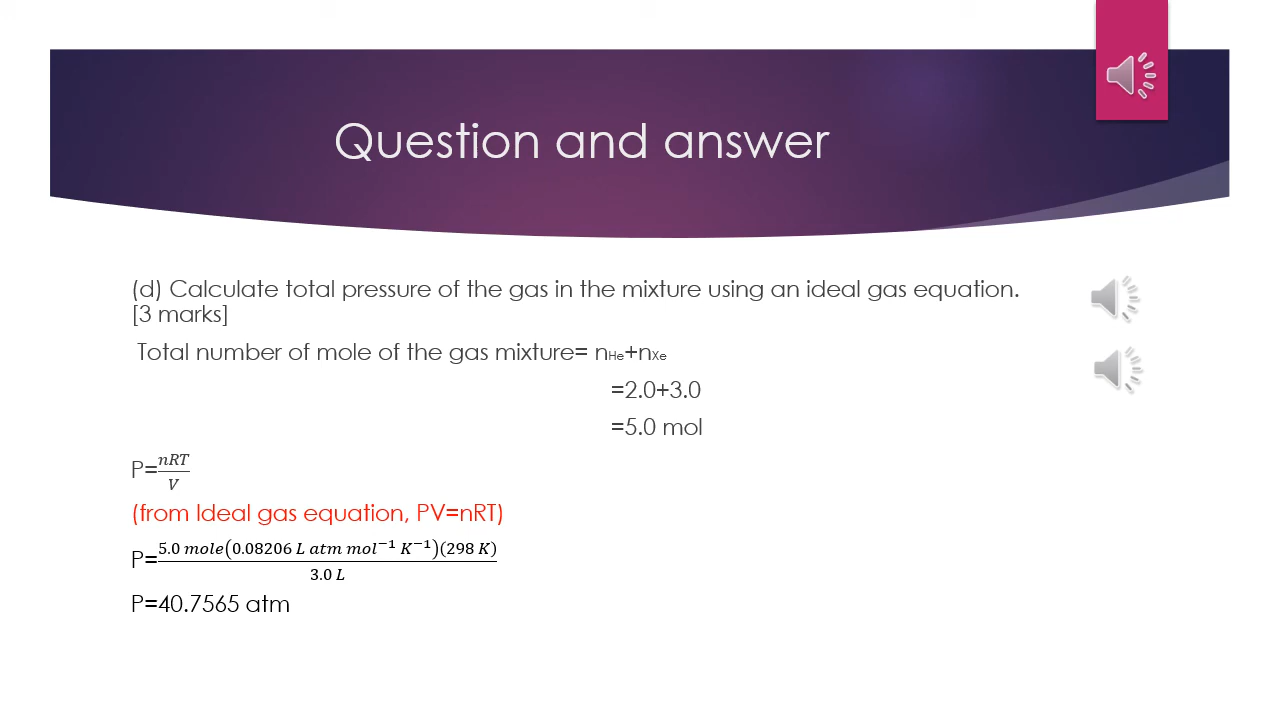 Question and answer
(d) Calculate total pressure of the gas in the mixture using an ideal gas equation.
[3 marks]
Total number of mole of the gas mixture= nHe+nXe
=2.0+3.0
=5.0 mol
P=nRT/V
(from Ideal gas equation, PV=nRT)
P=5.0 mole(0.08206 L atm mol⁻¹ K⁻¹)(298 K)/3.0 L
P=40.7565 atm